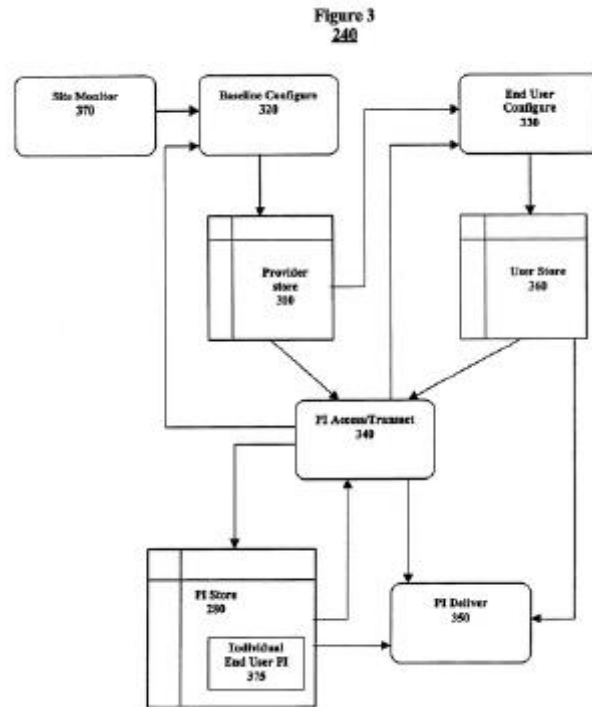 Figure 3
240
Site Monitor
370
Baseline Configure
320
End User
Configure
330
Provider
store
310
User Store
360
PI Access/Transact
340
PI Store
280
Individual
End User PI
375
PI Deliver
350